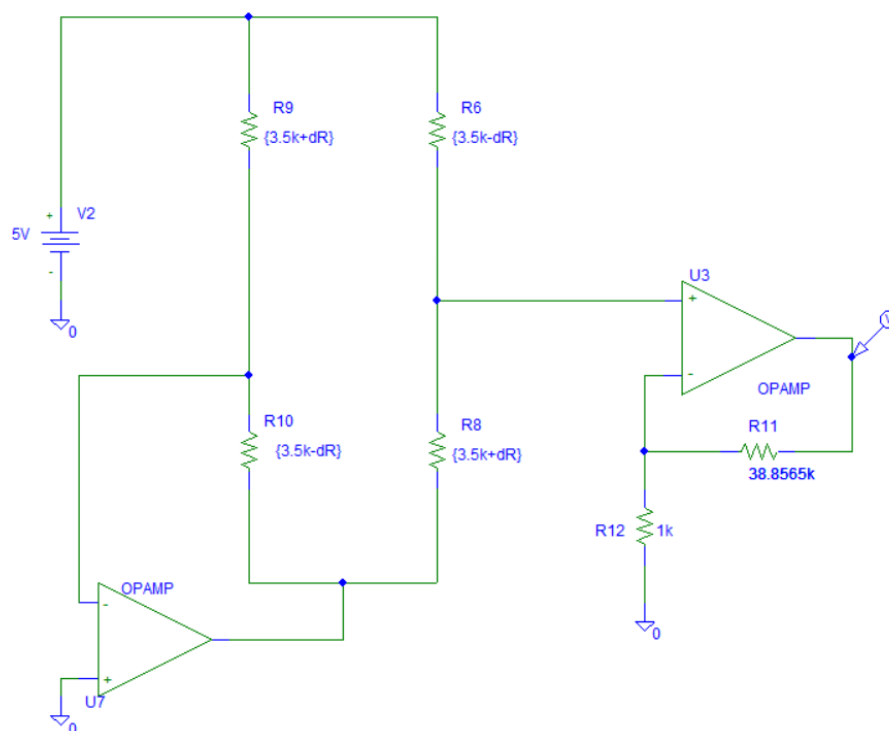 R9
{3.5k+dR}
R6
{3.5k-dR}
+
V2
5V
-
0
U3
+
-
OPAMP
V
R10
{3.5k-dR}
R8
{3.5k+dR}
R11
38.8565k
R12
1k
0
OPAMP
-
+
U7
0